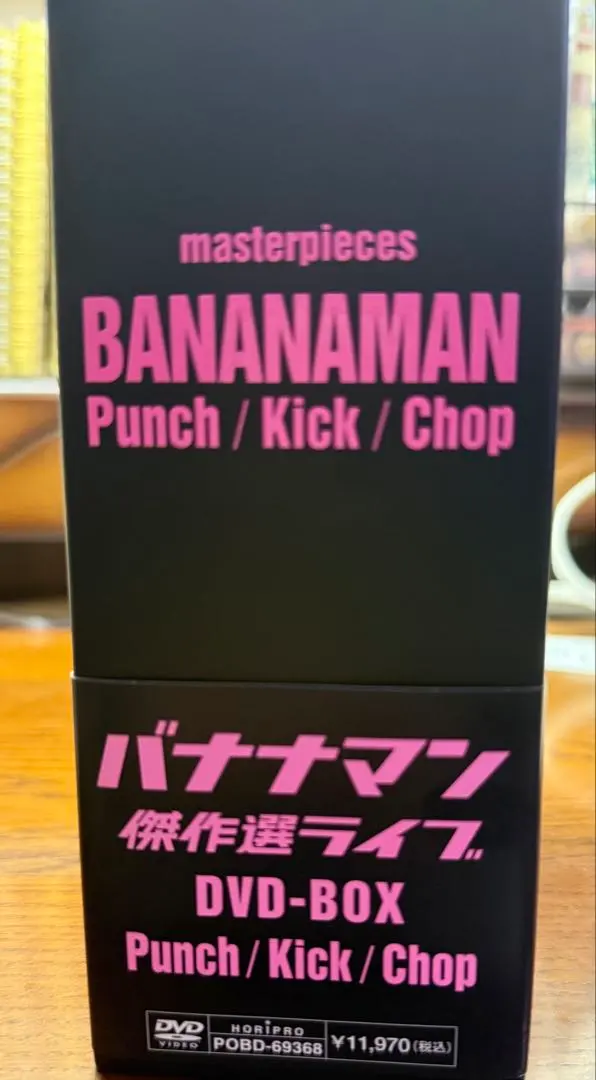 masterpieces
BANANAMAN
Punch / Kick / Chop
バナナマン
傑作選ライブ
DVD-BOX
Punch / Kick / Chop
DVD VIDEO
HORIPRO
POBD-69368
¥11,970(税込)